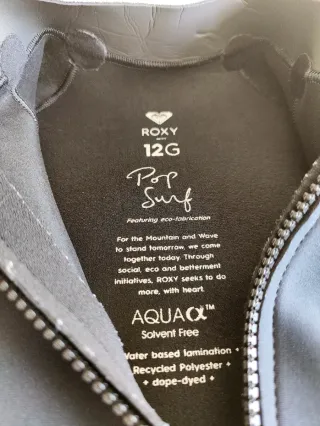 ROXY
12G
Pop
Surf
Featuring eco-fabrication
For the Mountain and Wave
to stand tomorrow, we come
together today. Through
social, eco and betterment
initiatives, ROXY seeks to do
more, with heart.
AQUAα™
Solvent Free
Water based lamination +
Recycled Polyester +
+ dope-dyed +